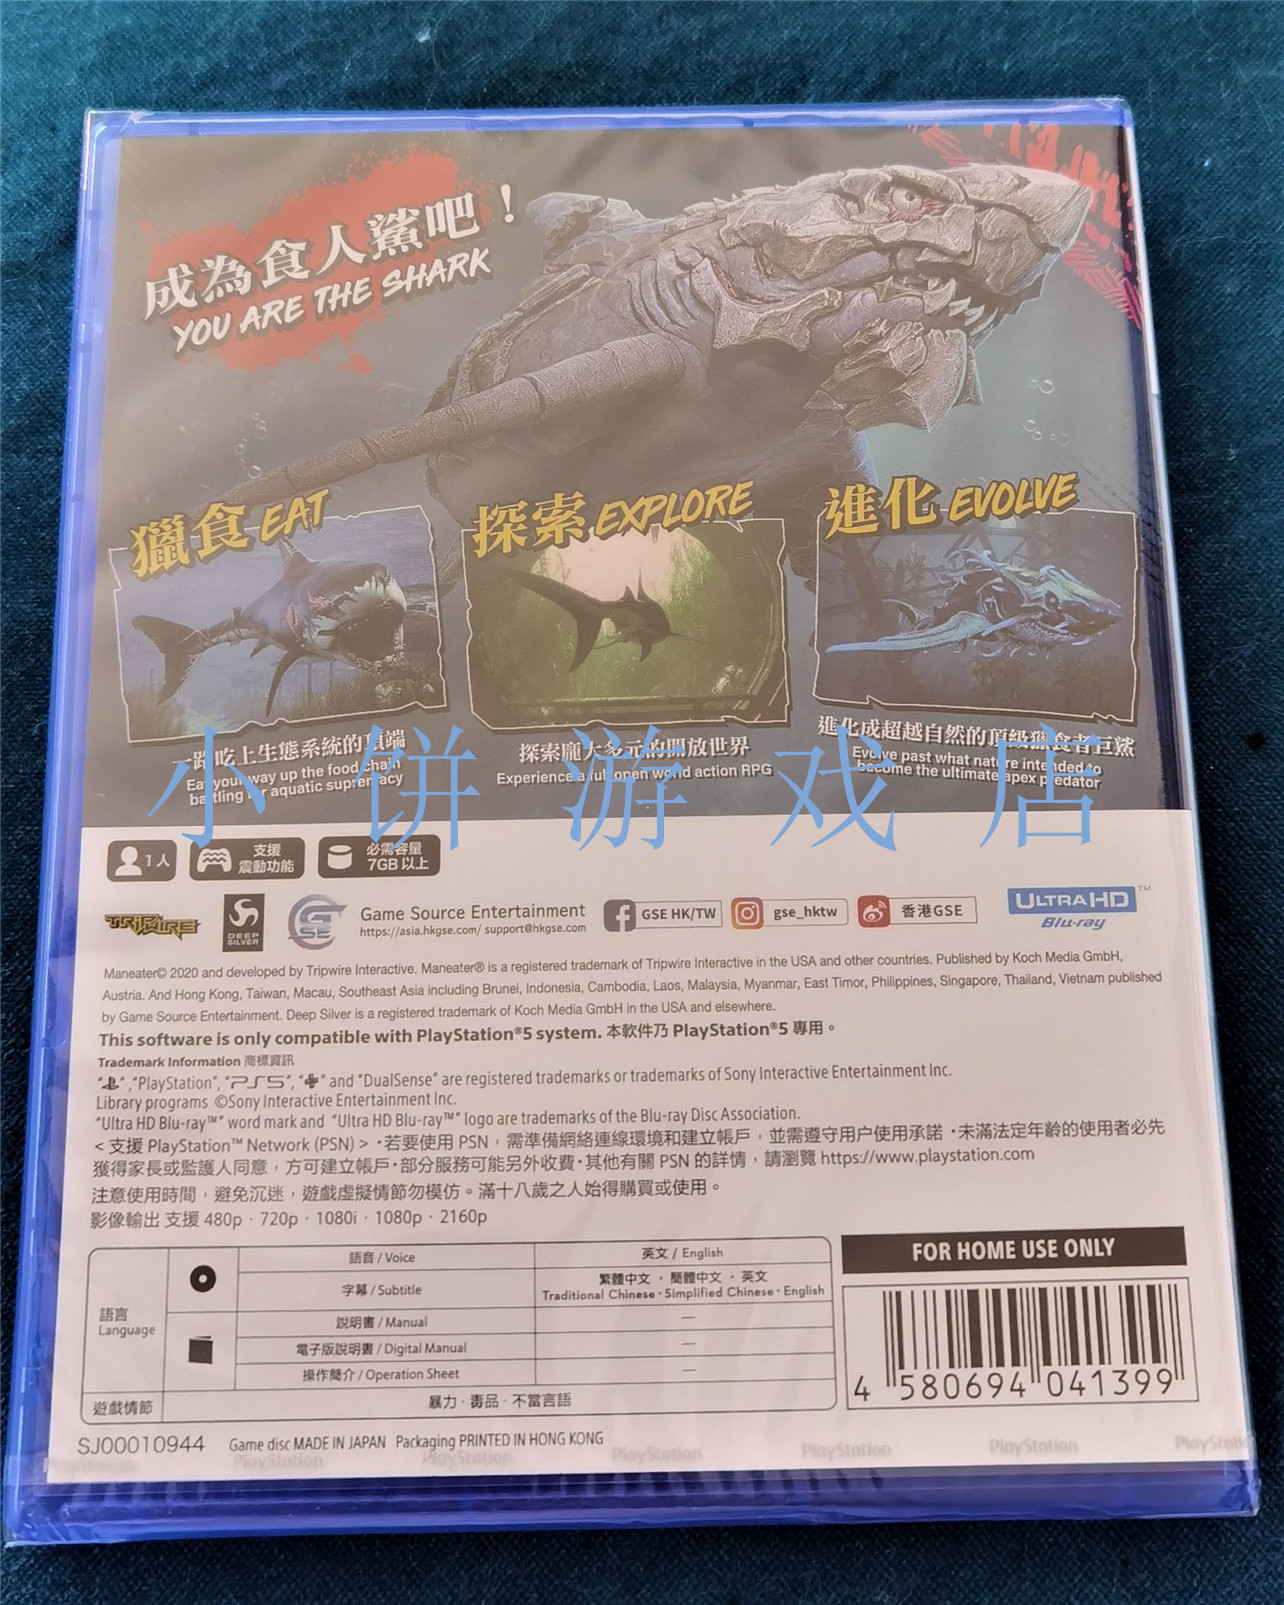 成為食人鯊吧！
YOU ARE THE SHARK
獵食 EAT
探索 EXPLORE
進化 EVOLVE
一路吃上生態系統的頂端
Eat your way up the food chain
battling for aquatic supremacy
探索龐大多元的開放世界
Experience a full open world action RPG
進化成超越自然的頂級獵食者巨鯊
Evolve past what nature intended to
become the ultimate apex predator
小饼游戏店
1人
支援
震動功能
必需容量
7GB 以上
TRIPWIRE
DEEP
SILVER
GSE
Game Source Entertainment
https://asia.hkgse.com/ support@hkgse.com
GSE HK/TW
gse_hktw
香港GSE
ULTRA HD
Blu-ray™
Maneater© 2020 and developed by Tripwire Interactive. Maneater® is a registered trademark of Tripwire Interactive in the USA and other countries. Published by Koch Media GmbH,
Austria. And Hong Kong, Taiwan, Macau, Southeast Asia including Brunei, Indonesia, Cambodia, Laos, Malaysia, Myanmar, East Timor, Philippines, Singapore, Thailand, Vietnam published
by Game Source Entertainment. Deep Silver is a registered trademark of Koch Media GmbH in the USA and elsewhere.
This software is only compatible with PlayStation®5 system. 本軟件乃 PlayStation®5 專用。
Trademark Information 商標資訊
" ", "PlayStation", "PS5", " " and "DualSense" are registered trademarks or trademarks of Sony Interactive Entertainment Inc.
Library programs ©Sony Interactive Entertainment Inc.
"Ultra HD Blu-ray™" word mark and "Ultra HD Blu-ray™" logo are trademarks of the Blu-ray Disc Association.
< 支援 PlayStation™ Network (PSN) > ・若要使用 PSN，需準備網絡連線環境和建立帳戶，並需遵守用户使用承諾・未滿法定年齡的使用者必先
獲得家長或監護人同意，方可建立帳戶・部分服務可能另外收費・其他有關 PSN 的詳情，請瀏覽 https://www.playstation.com
注意使用時間，避免沉迷，遊戲虛擬情節勿模仿。滿十八歲之人始得購買或使用。
影像輸出 支援 480p · 720p · 1080i · 1080p · 2160p
語言
Language
語音 / Voice
英文 / English
字幕 / Subtitle
繁體中文 · 簡體中文 · 英文
Traditional Chinese · Simplified Chinese · English
說明書 / Manual
—
電子版說明書 / Digital Manual
—
操作簡介 / Operation Sheet
—
遊戲情節
暴力 · 毒品 · 不當言語
FOR HOME USE ONLY
4 580694 041399
SJ00010944 Game disc MADE IN JAPAN Packaging PRINTED IN HONG KONG
PlayStation PlayStation PlayStation PlayStation PlayStation PlayStation